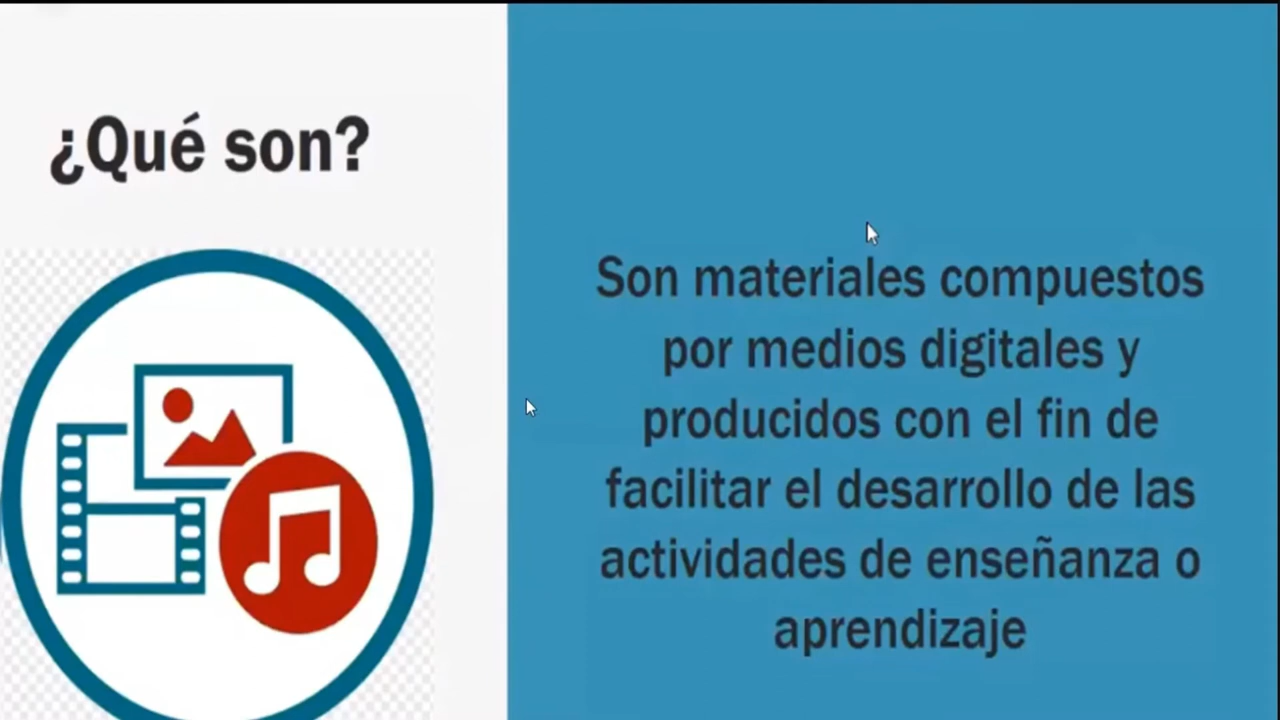 ¿Qué son?
Son materiales compuestos
por medios digitales y
producidos con el fin de
facilitar el desarrollo de las
actividades de enseñanza o
aprendizaje